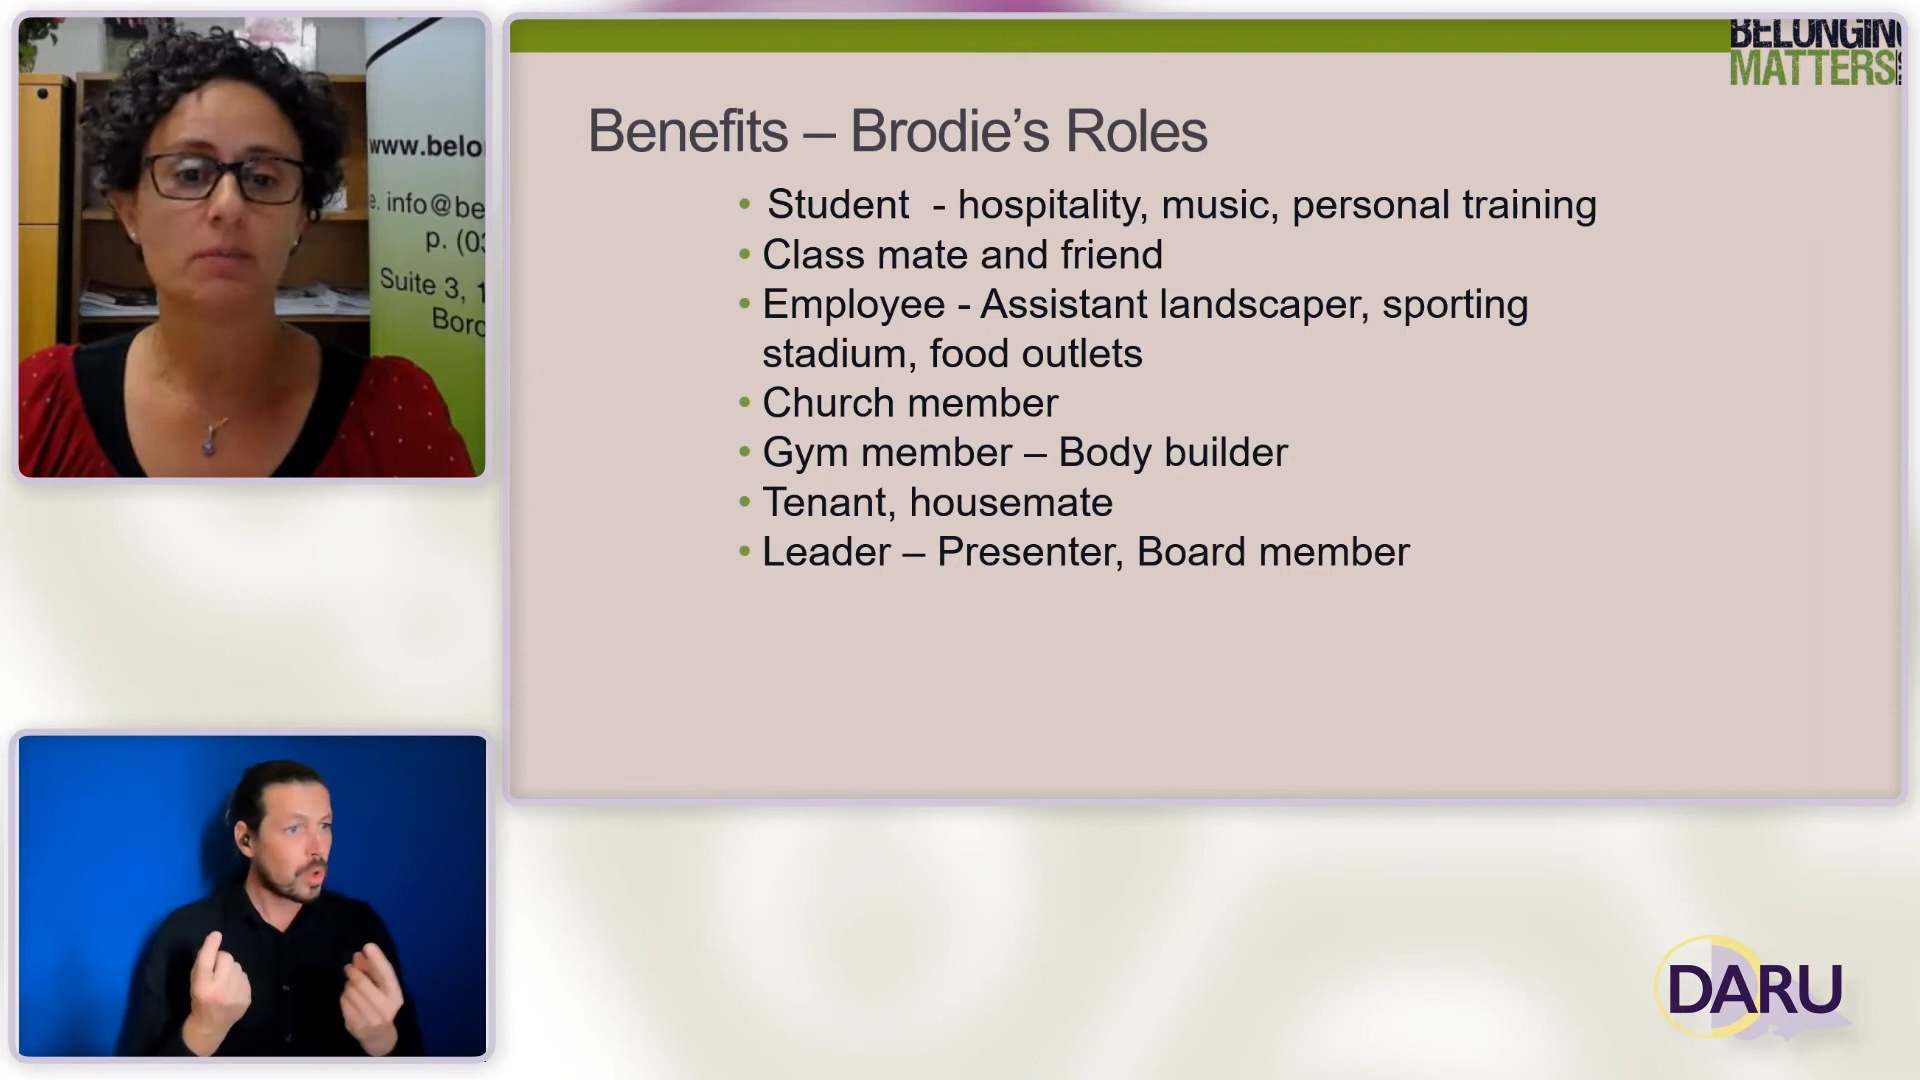 www.belo
e. info@be
p. (03
Suite 3, 1
Boro
BELONGING
MATTERS
Benefits – Brodie’s Roles
• Student  - hospitality, music, personal training
• Class mate and friend
• Employee - Assistant landscaper, sporting
stadium, food outlets
• Church member
• Gym member – Body builder
• Tenant, housemate
• Leader – Presenter, Board member
DARU